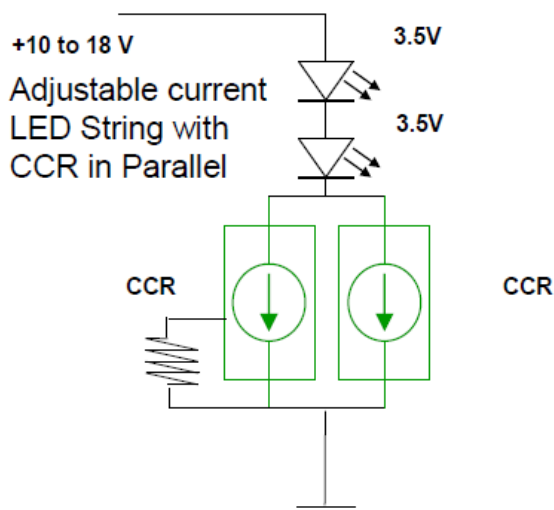 3.5V
+10 to 18 V
Adjustable current
LED String with
CCR in Parallel
3.5V
CCR
CCR